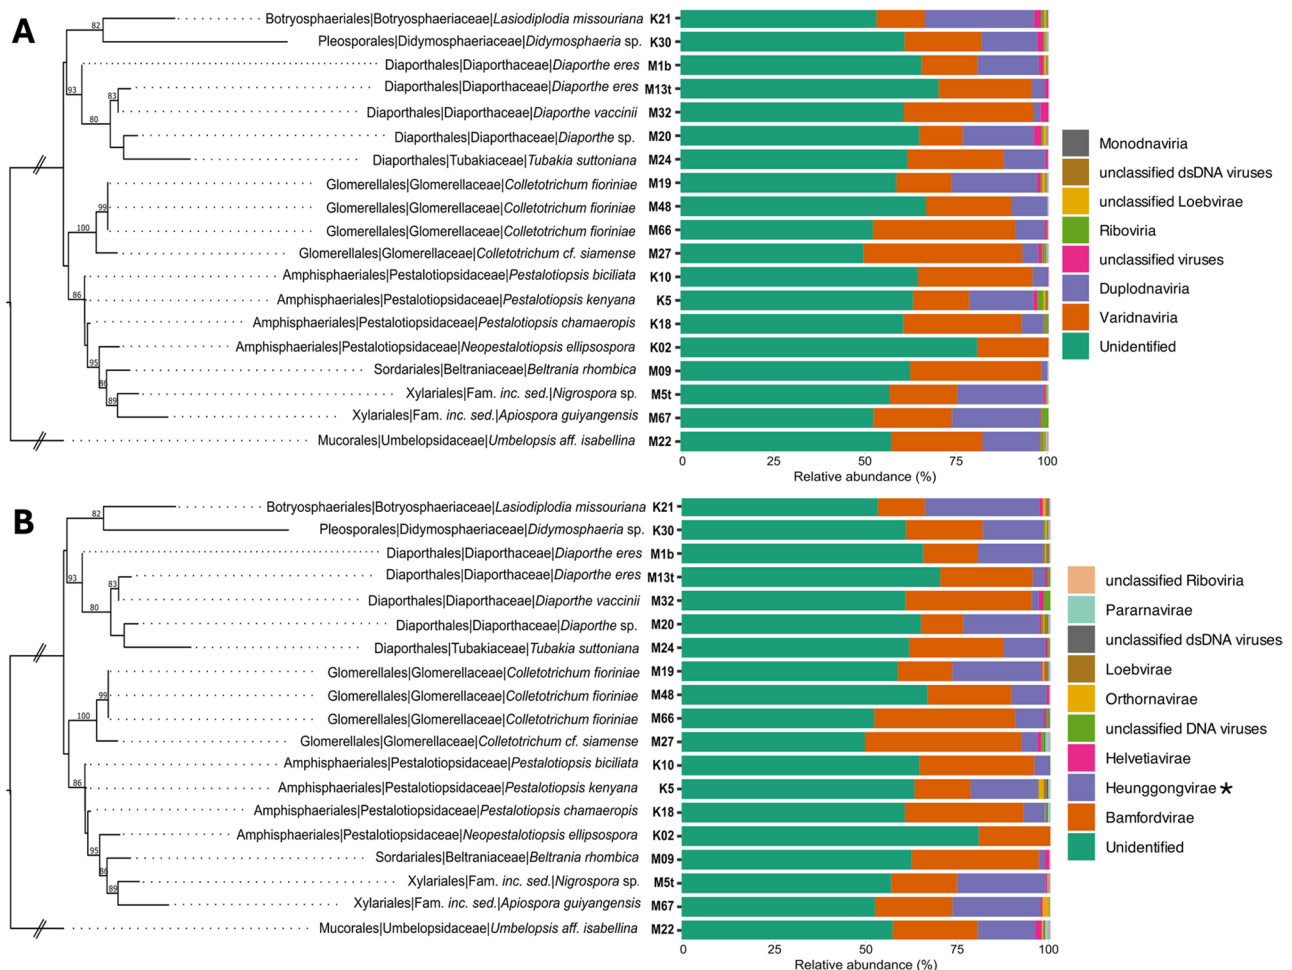 A
82
93
83
80
99
100
86
95
86
89
Botryosphaeriales|Botryosphaeriaceae|Lasiodiplodia missouriana K21
Pleosporales|Didymosphaeriaceae|Didymosphaeria sp. K30
Diaporthales|Diaporthaceae|Diaporthe eres M1b
Diaporthales|Diaporthaceae|Diaporthe eres M13t
Diaporthales|Diaporthaceae|Diaporthe vaccinii M32
Diaporthales|Diaporthaceae|Diaporthe sp. M20
Diaporthales|Tubakiaceae|Tubakia suttoniana M24
Glomerellales|Glomerellaceae|Colletotrichum fioriniae M19
Glomerellales|Glomerellaceae|Colletotrichum fioriniae M48
Glomerellales|Glomerellaceae|Colletotrichum fioriniae M66
Glomerellales|Glomerellaceae|Colletotrichum cf. siamense M27
Amphisphaeriales|Pestalotiopsidaceae|Pestalotiopsis biciliata K10
Amphisphaeriales|Pestalotiopsidaceae|Pestalotiopsis kenyana K5
Amphisphaeriales|Pestalotiopsidaceae|Pestalotiopsis chamaeropis K18
Amphisphaeriales|Pestalotiopsidaceae|Neopestalotiopsis ellipsospora K02
Sordariales|Beltraniaceae|Beltrania rhombica M09
Xylariales|Fam. inc. sed.|Nigrospora sp. M5t
Xylariales|Fam. inc. sed.|Apiospora guiyangensis M67
Mucorales|Umbelopsidaceae|Umbelopsis aff. isabellina M22
0 25 50 75 100
Relative abundance (%)
Monodnaviria
unclassified dsDNA viruses
unclassified Loebvirae
Riboviria
unclassified viruses
Duplodnaviria
Varidnaviria
Unidentified
B
82
93
83
80
99
100
86
95
86
89
Botryosphaeriales|Botryosphaeriaceae|Lasiodiplodia missouriana K21
Pleosporales|Didymosphaeriaceae|Didymosphaeria sp. K30
Diaporthales|Diaporthaceae|Diaporthe eres M1b
Diaporthales|Diaporthaceae|Diaporthe eres M13t
Diaporthales|Diaporthaceae|Diaporthe vaccinii M32
Diaporthales|Diaporthaceae|Diaporthe sp. M20
Diaporthales|Tubakiaceae|Tubakia suttoniana M24
Glomerellales|Glomerellaceae|Colletotrichum fioriniae M19
Glomerellales|Glomerellaceae|Colletotrichum fioriniae M48
Glomerellales|Glomerellaceae|Colletotrichum fioriniae M66
Glomerellales|Glomerellaceae|Colletotrichum cf. siamense M27
Amphisphaeriales|Pestalotiopsidaceae|Pestalotiopsis biciliata K10
Amphisphaeriales|Pestalotiopsidaceae|Pestalotiopsis kenyana K5
Amphisphaeriales|Pestalotiopsidaceae|Pestalotiopsis chamaeropis K18
Amphisphaeriales|Pestalotiopsidaceae|Neopestalotiopsis ellipsospora K02
Sordariales|Beltraniaceae|Beltrania rhombica M09
Xylariales|Fam. inc. sed.|Nigrospora sp. M5t
Xylariales|Fam. inc. sed.|Apiospora guiyangensis M67
Mucorales|Umbelopsidaceae|Umbelopsis aff. isabellina M22
0 25 50 75 100
Relative abundance (%)
unclassified Riboviria
Pararnavirae
unclassified dsDNA viruses
Loebvirae
Orthornavirae
unclassified DNA viruses
Helvetiavirae
Heunggongvirae *
Bamfordvirae
Unidentified